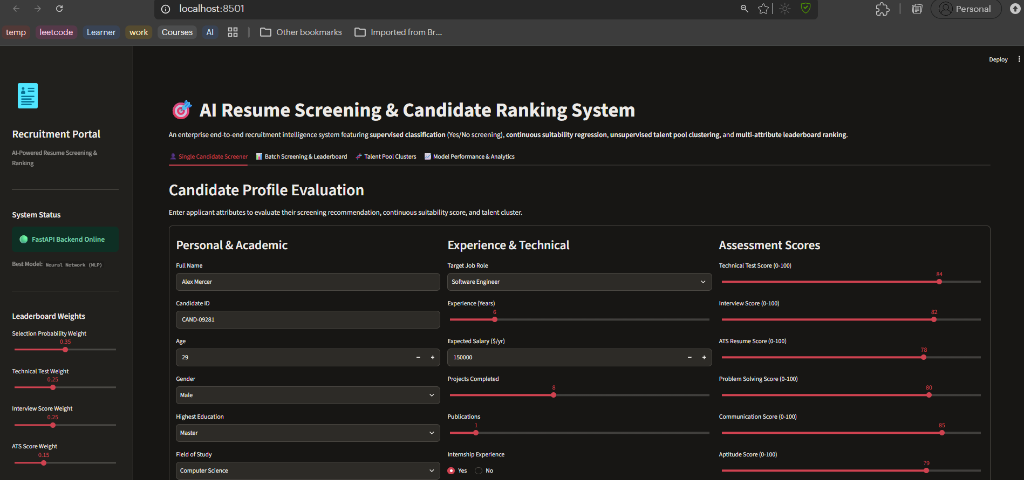 localhost:8501
Personal
temp
leetcode
Learner
work
Courses
AI
Other bookmarks
Imported from Br...
Deploy
Recruitment Portal
AI-Powered Resume Screening &
Ranking
System Status
FastAPI Backend Online
Best Model: Neural Network (MLP)
Leaderboard Weights
Selection Probability Weight
0.35
Technical Test Weight
0.25
Interview Score Weight
0.25
ATS Score Weight
0.15
AI Resume Screening & Candidate Ranking System
An enterprise end-to-end recruitment intelligence system featuring supervised classification (Yes/No screening), continuous suitability regression, unsupervised talent pool clustering, and multi-attribute leaderboard ranking.
Single Candidate Screener
Batch Screening & Leaderboard
Talent Pool Clusters
Model Performance & Analytics
Candidate Profile Evaluation
Enter applicant attributes to evaluate their screening recommendation, continuous suitability score, and talent cluster.
Personal & Academic
Full Name
Alex Mercer
Candidate ID
CAND-09281
Age
29
Gender
Male
Highest Education
Master
Field of Study
Computer Science
Experience & Technical
Target Job Role
Software Engineer
Experience (Years)
6
Expected Salary ($/yr)
150000
Projects Completed
8
Publications
1
Internship Experience
Yes
No
Assessment Scores
Technical Test Score (0-100)
84
Interview Score (0-100)
82
ATS Resume Score (0-100)
78
Problem Solving Score (0-100)
80
Communication Score (0-100)
85
Aptitude Score (0-100)
79